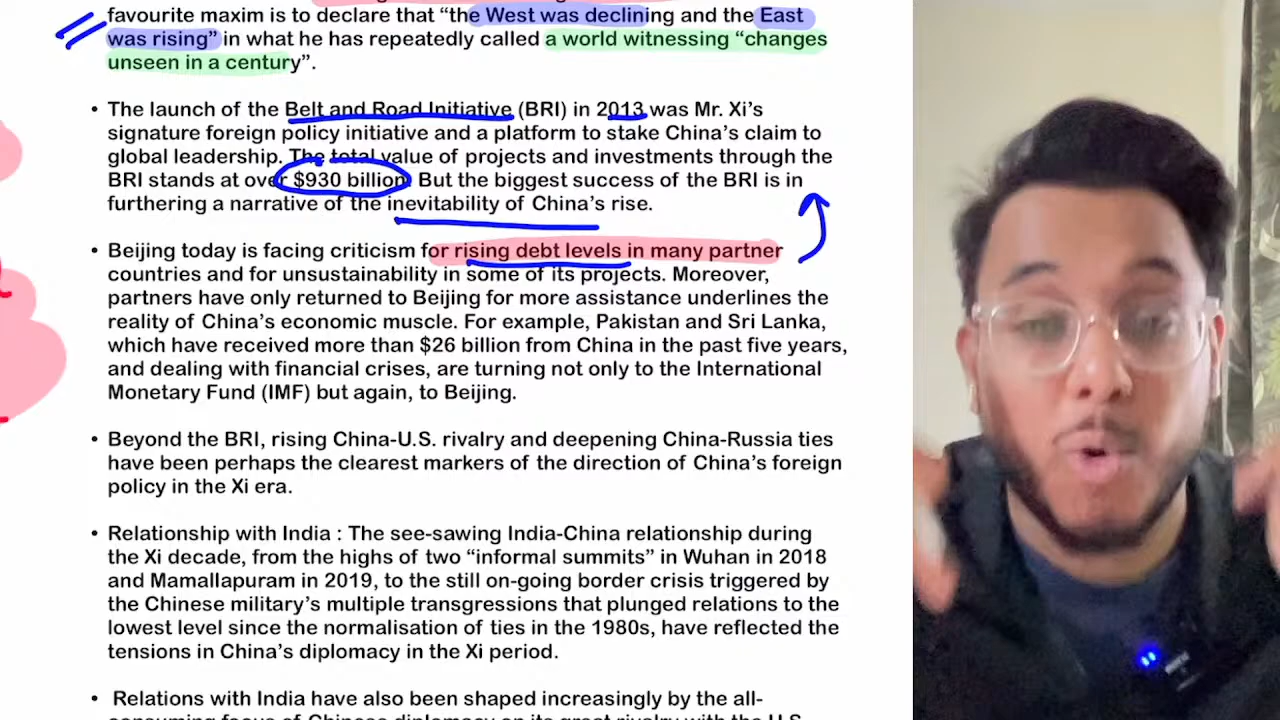 favourite maxim is to declare that “the West was declining and the East
was rising” in what he has repeatedly called a world witnessing “changes
unseen in a century”.
• The launch of the Belt and Road Initiative (BRI) in 2013 was Mr. Xi’s
signature foreign policy initiative and a platform to stake China’s claim to
global leadership. The total value of projects and investments through the
BRI stands at over $930 billion. But the biggest success of the BRI is in
furthering a narrative of the inevitability of China’s rise.
• Beijing today is facing criticism for rising debt levels in many partner
countries and for unsustainability in some of its projects. Moreover,
partners have only returned to Beijing for more assistance underlines the
reality of China’s economic muscle. For example, Pakistan and Sri Lanka,
which have received more than $26 billion from China in the past five years,
and dealing with financial crises, are turning not only to the International
Monetary Fund (IMF) but again, to Beijing.
• Beyond the BRI, rising China-U.S. rivalry and deepening China-Russia ties
have been perhaps the clearest markers of the direction of China’s foreign
policy in the Xi era.
• Relationship with India : The see-sawing India-China relationship during
the Xi decade, from the highs of two “informal summits” in Wuhan in 2018
and Mamallapuram in 2019, to the still on-going border crisis triggered by
the Chinese military’s multiple transgressions that plunged relations to the
lowest level since the normalisation of ties in the 1980s, have reflected the
tensions in China’s diplomacy in the Xi period.
• Relations with India have also been shaped increasingly by the all-
consuming focus of Chinese diplomacy on its great rivalry with the U.S.